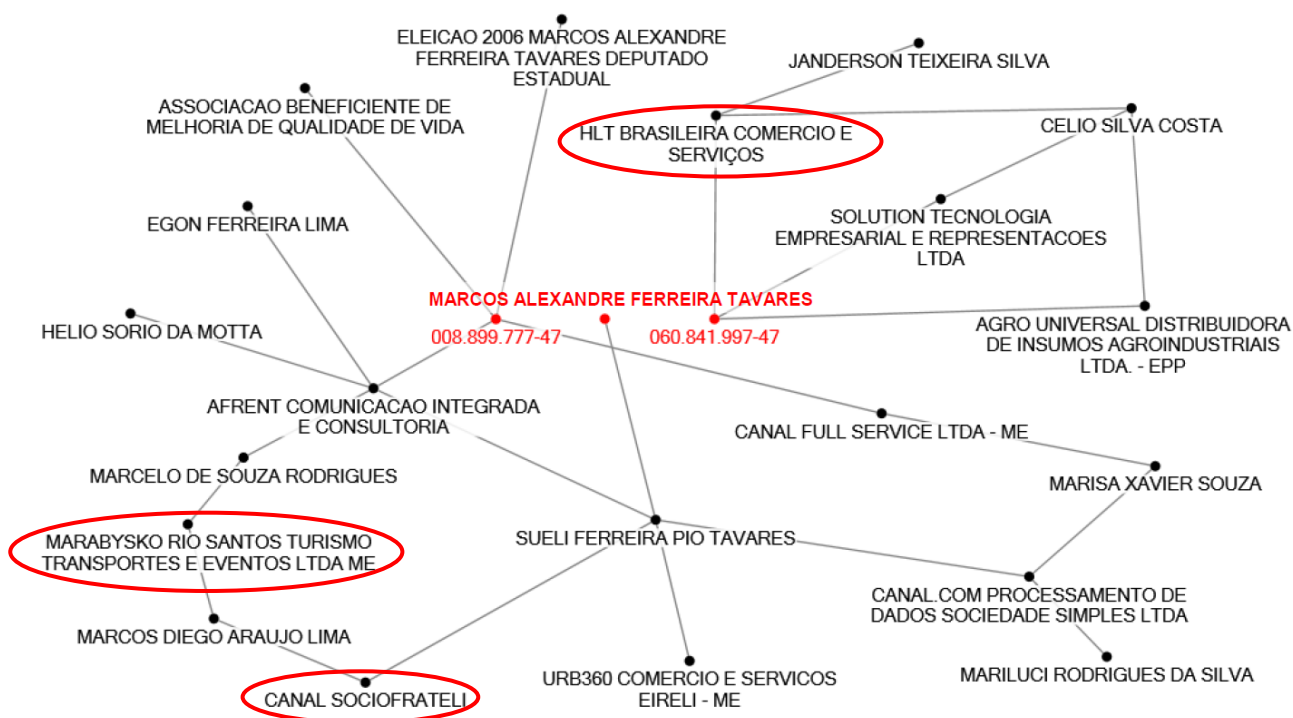 ELEICAO 2006 MARCOS ALEXANDRE
FERREIRA TAVARES DEPUTADO
ESTADUAL
JANDERSON TEIXEIRA SILVA
ASSOCIACAO BENEFICIENTE DE
MELHORIA DE QUALIDADE DE VIDA
HLT BRASILEIRA COMERCIO E
SERVIÇOS
CELIO SILVA COSTA
EGON FERREIRA LIMA
SOLUTION TECNOLOGIA
EMPRESARIAL E REPRESENTACOES
LTDA
MARCOS ALEXANDRE FERREIRA TAVARES
008.899.777-47
060.841.997-47
HELIO SORIO DA MOTTA
AGRO UNIVERSAL DISTRIBUIDORA
DE INSUMOS AGROINDUSTRIAIS
LTDA. - EPP
AFRENT COMUNICACAO INTEGRADA
E CONSULTORIA
CANAL FULL SERVICE LTDA - ME
MARCELO DE SOUZA RODRIGUES
MARISA XAVIER SOUZA
MARABYSKO RIO SANTOS TURISMO
TRANSPORTES E EVENTOS LTDA ME
SUELI FERREIRA PIO TAVARES
CANAL.COM PROCESSAMENTO DE
DADOS SOCIEDADE SIMPLES LTDA
MARCOS DIEGO ARAUJO LIMA
URB360 COMERCIO E SERVICOS
EIRELI - ME
MARILUCI RODRIGUES DA SILVA
CANAL SOCIOFRATELI